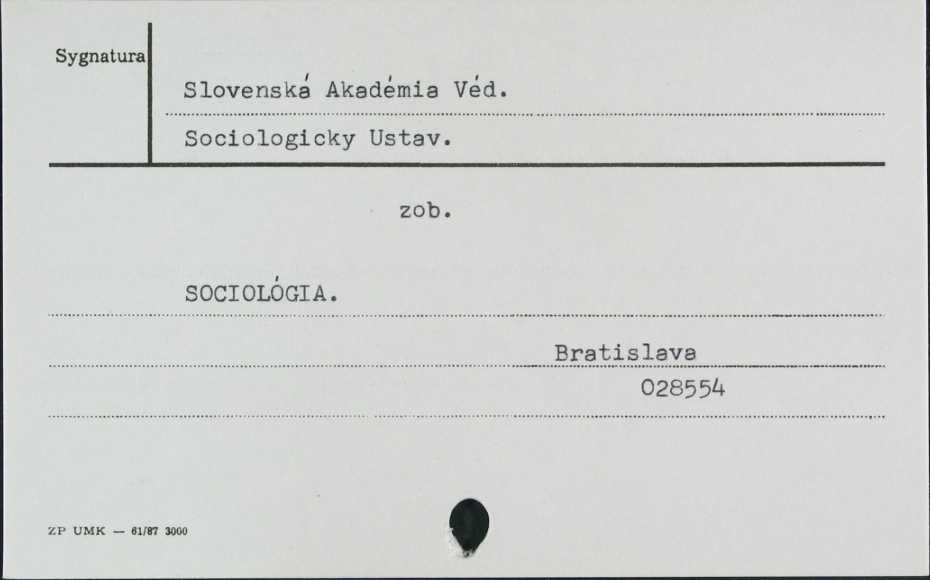 Sygnatura
Slovenská Akadémia Véd.
Sociologicky Ustav.
zob.
SOCIOLÓGIA.
Bratislava
028554
ZP UMK — 61/87 3000